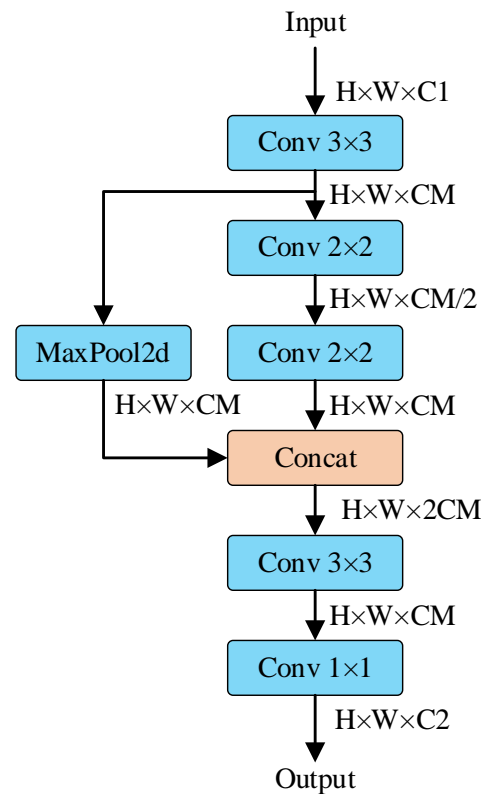 Input
H×W×C1
Conv 3×3
H×W×CM
Conv 2×2
H×W×CM/2
MaxPool2d
Conv 2×2
H×W×CM
H×W×CM
Concat
H×W×2CM
Conv 3×3
H×W×CM
Conv 1×1
H×W×C2
Output